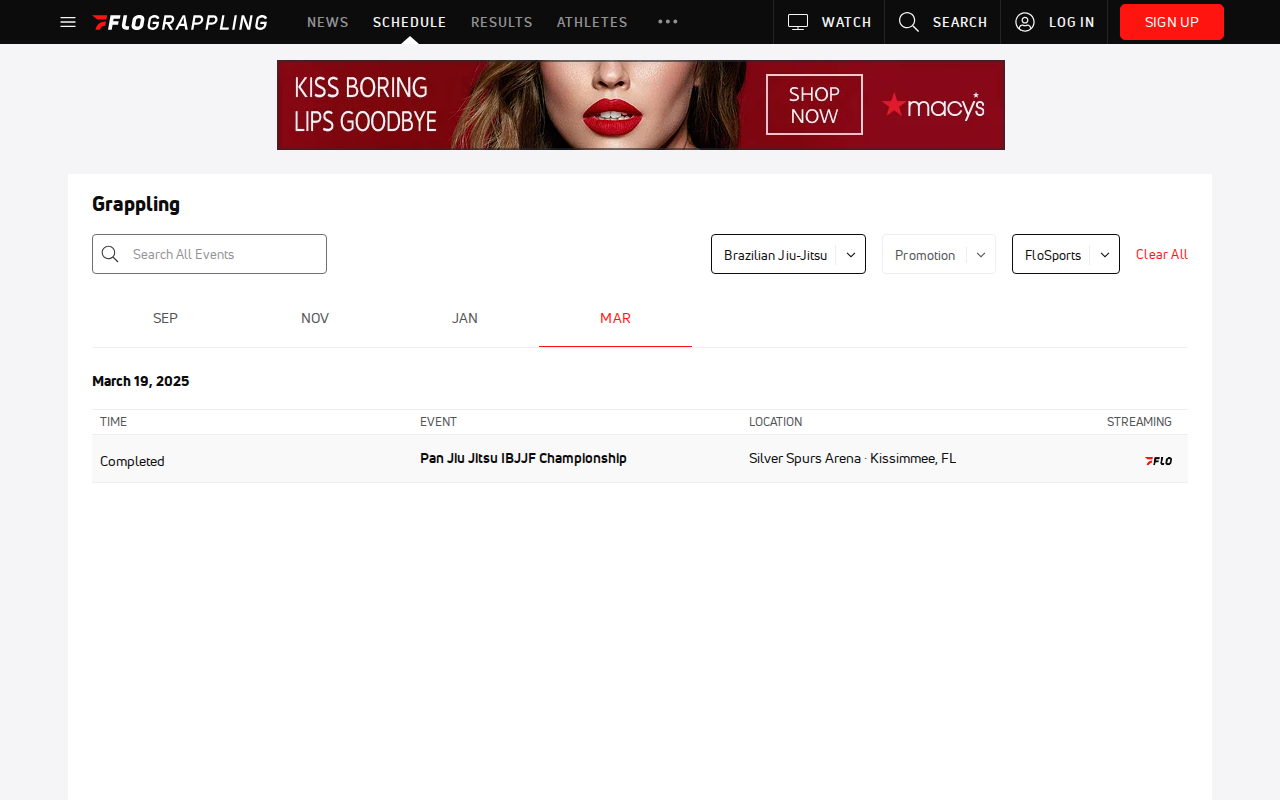 FLOGRAPPLING
NEWS
SCHEDULE
RESULTS
ATHLETES
WATCH
SEARCH
LOG IN
SIGN UP
KISS BORING
LIPS GOODBYE
SHOP
NOW
macy's
Grappling
Search All Events
Brazilian Jiu-Jitsu
Promotion
FloSports
Clear All
SEP
NOV
JAN
MAR
March 19, 2025
TIME
EVENT
LOCATION
STREAMING
Completed
Pan Jiu Jitsu IBJJF Championship
Silver Spurs Arena · Kissimmee, FL
FLO